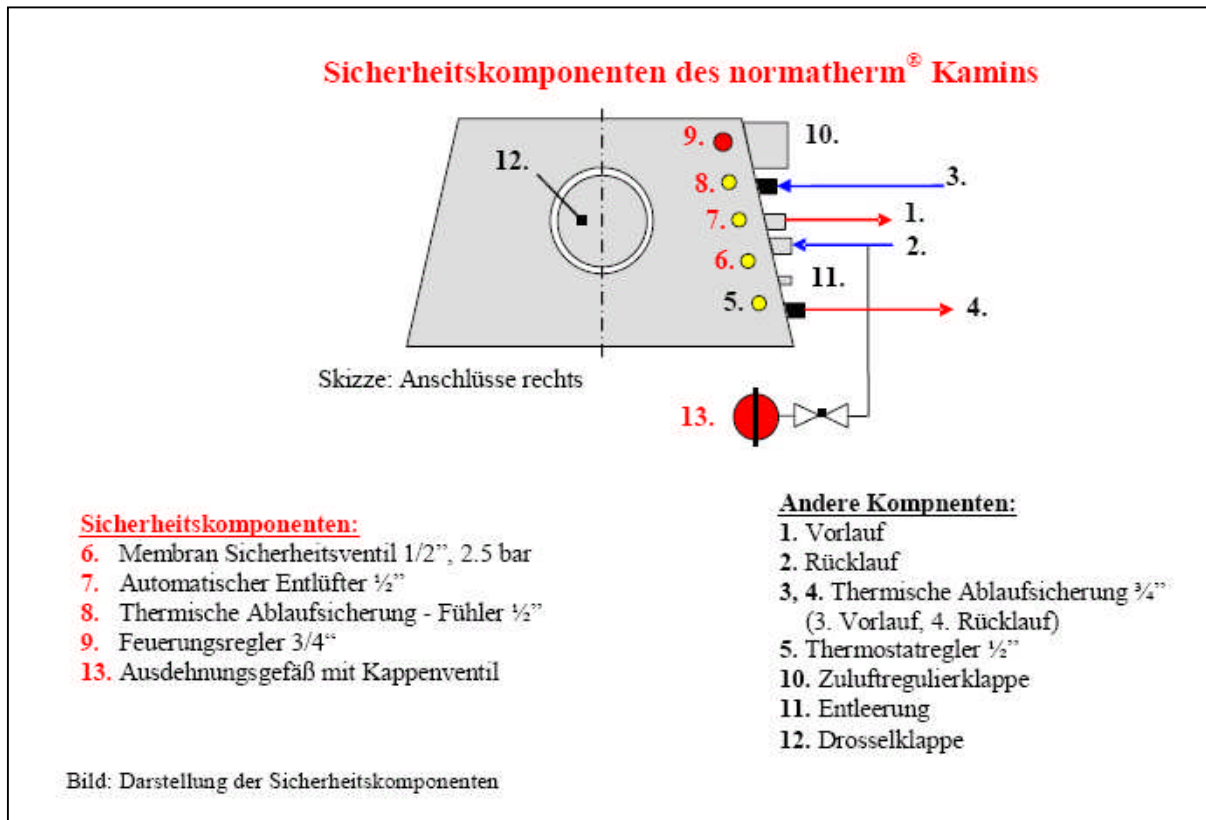 Sicherheitskomponenten des normatherm® Kamins
9.
10.
12.
8.
3.
7.
1.
2.
6.
11.
5.
4.
Skizze: Anschlüsse rechts
13.
Sicherheitskomponenten:
6. Membran Sicherheitsventil 1/2”, 2.5 bar
7. Automatischer Entlüfter ½”
8. Thermische Ablaufsicherung - Fühler ½”
9. Feuerungsregler 3/4“
13. Ausdehnungsgefäß mit Kappenventil
Andere Kompnenten:
1. Vorlauf
2. Rücklauf
3, 4. Thermische Ablaufsicherung ¾”
(3. Vorlauf, 4. Rücklauf)
5. Thermostatregler ½”
10. Zuluftregulierklappe
11. Entleerung
12. Drosselklappe
Bild: Darstellung der Sicherheitskomponenten